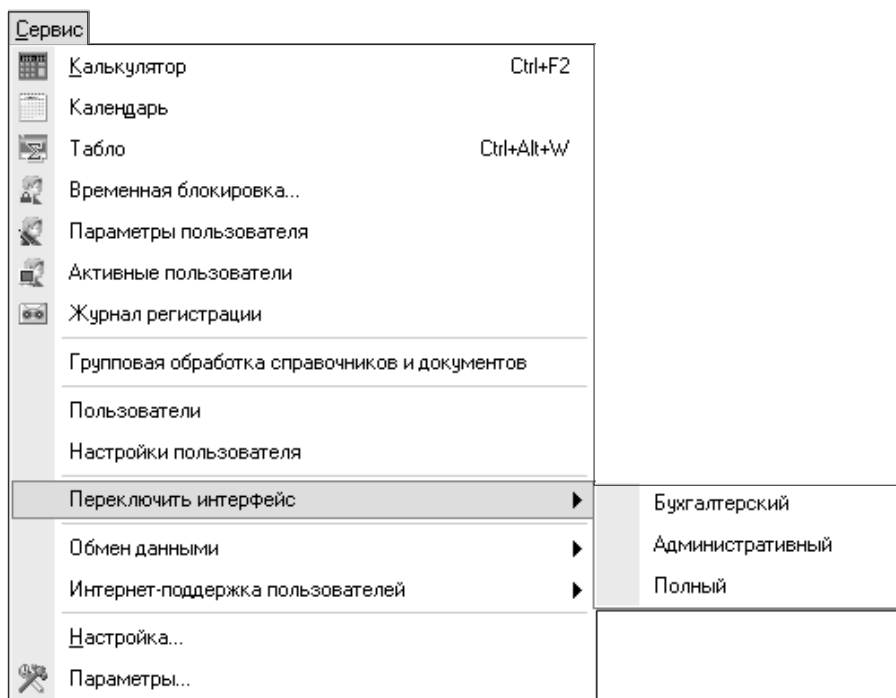 Сервис
Калькулятор Ctrl+F2
Календарь
Табло Ctrl+Alt+W
Временная блокировка...
Параметры пользователя
Активные пользователи
Журнал регистрации
Групповая обработка справочников и документов
Пользователи
Настройки пользователя
Переключить интерфейс
Бухгалтерский
Административный
Полный
Обмен данными
Интернет-поддержка пользователей
Настройка...
Параметры...